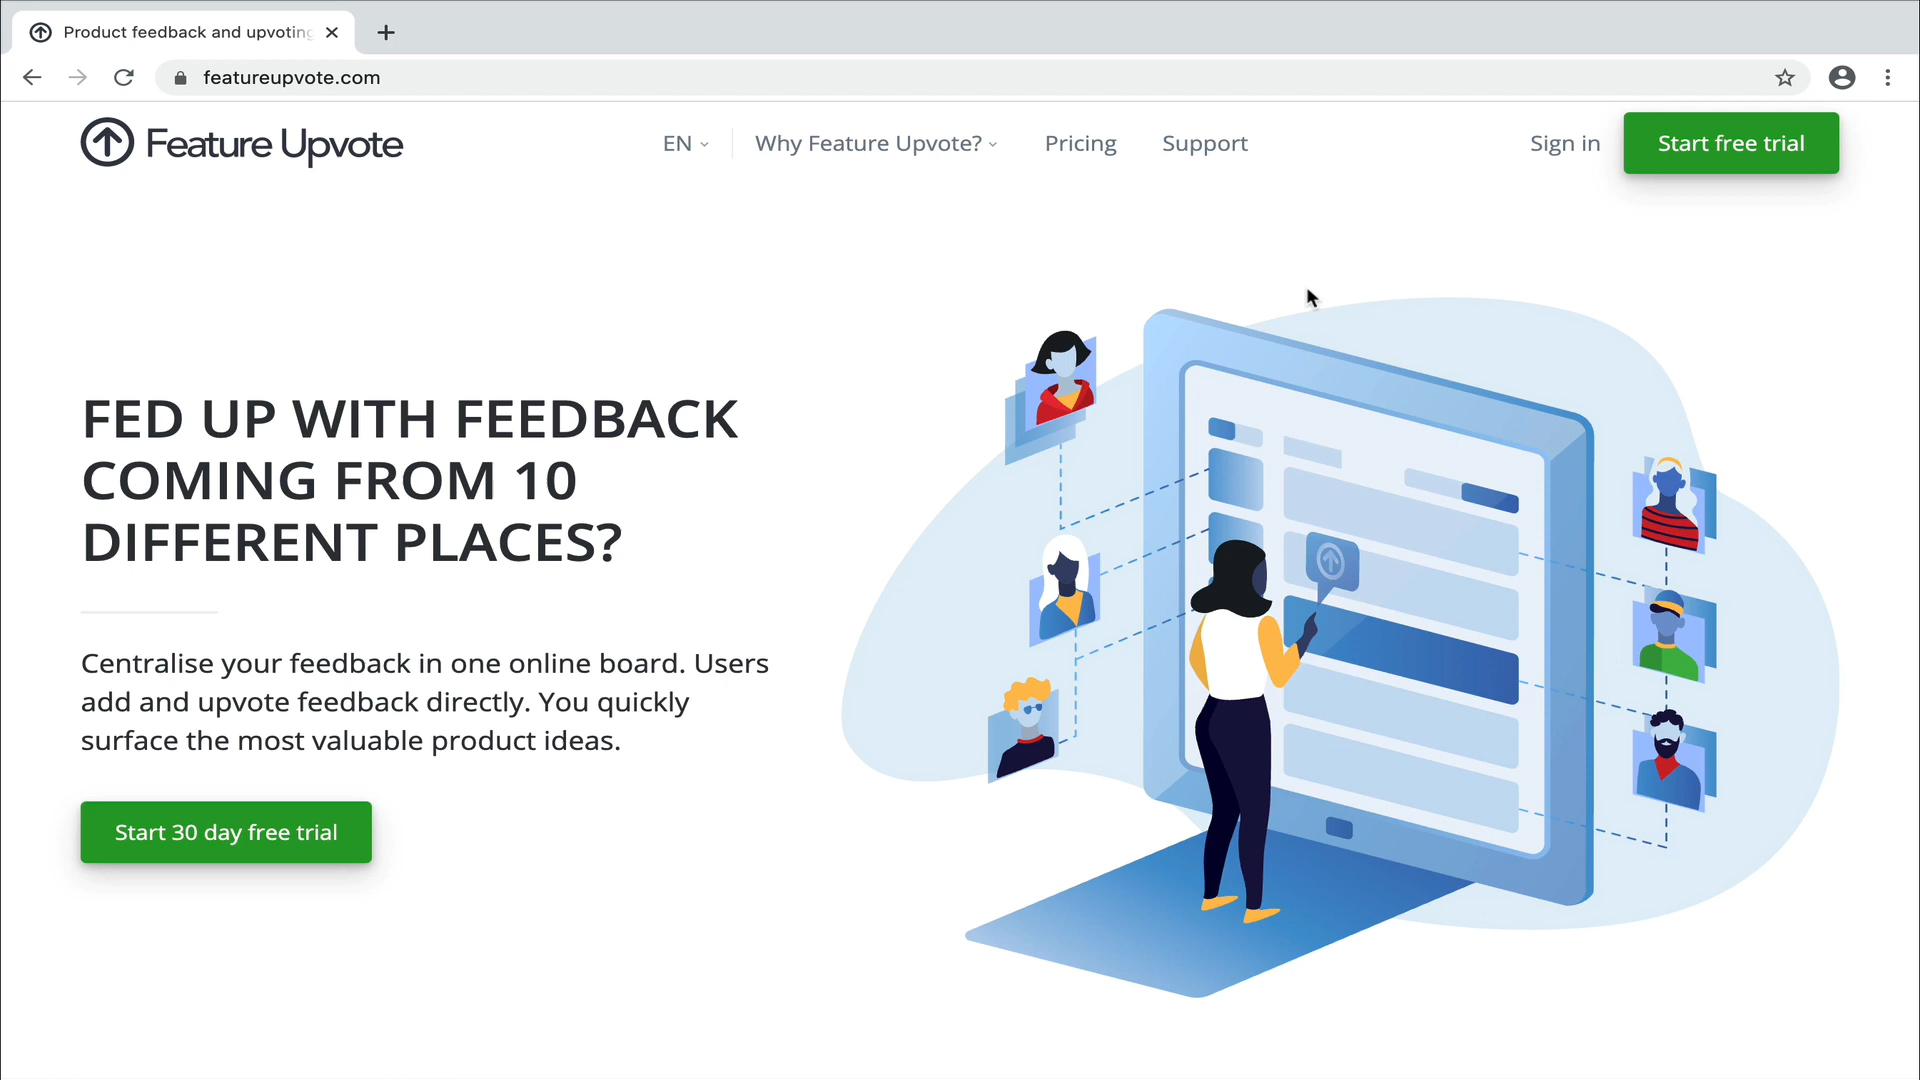 Product feedback and upvoting
featureupvote.com
Feature Upvote
EN
Why Feature Upvote?
Pricing
Support
Sign in
Start free trial
FED UP WITH FEEDBACK
COMING FROM 10
DIFFERENT PLACES?
Centralise your feedback in one online board. Users
add and upvote feedback directly. You quickly
surface the most valuable product ideas.
Start 30 day free trial